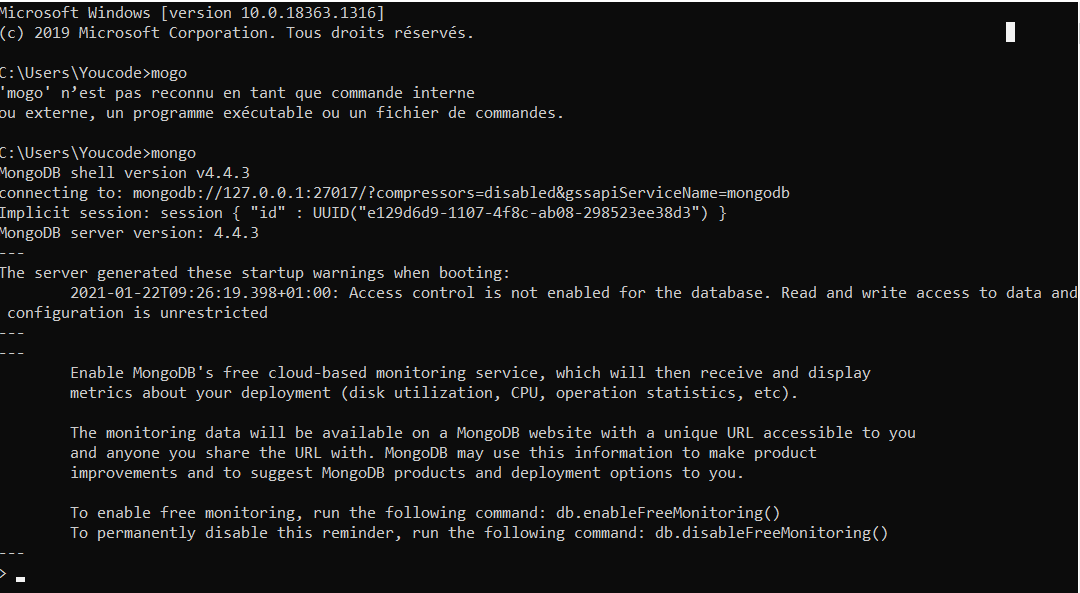 Microsoft Windows [version 10.0.18363.1316]
(c) 2019 Microsoft Corporation. Tous droits réservés.
C:\Users\Youcode>mogo
'mogo' n’est pas reconnu en tant que commande interne
ou externe, un programme exécutable ou un fichier de commandes.
C:\Users\Youcode>mongo
MongoDB shell version v4.4.3
connecting to: mongodb://127.0.0.1:27017/?compressors=disabled&gssapiServiceName=mongodb
Implicit session: session { "id" : UUID("e129d6d9-1107-4f8c-ab08-298523ee38d3") }
MongoDB server version: 4.4.3
---
The server generated these startup warnings when booting:
2021-01-22T09:26:19.398+01:00: Access control is not enabled for the database. Read and write access to data and
configuration is unrestricted
---
---
Enable MongoDB's free cloud-based monitoring service, which will then receive and display
metrics about your deployment (disk utilization, CPU, operation statistics, etc).
The monitoring data will be available on a MongoDB website with a unique URL accessible to you
and anyone you share the URL with. MongoDB may use this information to make product
improvements and to suggest MongoDB products and deployment options to you.
To enable free monitoring, run the following command: db.enableFreeMonitoring()
To permanently disable this reminder, run the following command: db.disableFreeMonitoring()
---
>